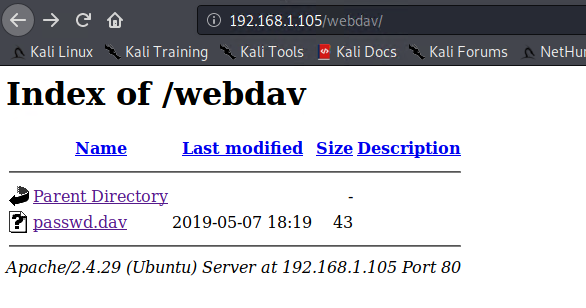 192.168.1.105/webdav/
Kali Linux Kali Training Kali Tools Kali Docs Kali Forums NetHun
Index of /webdav
Name Last modified Size Description
Parent Directory -
passwd.dav 2019-05-07 18:19 43
Apache/2.4.29 (Ubuntu) Server at 192.168.1.105 Port 80